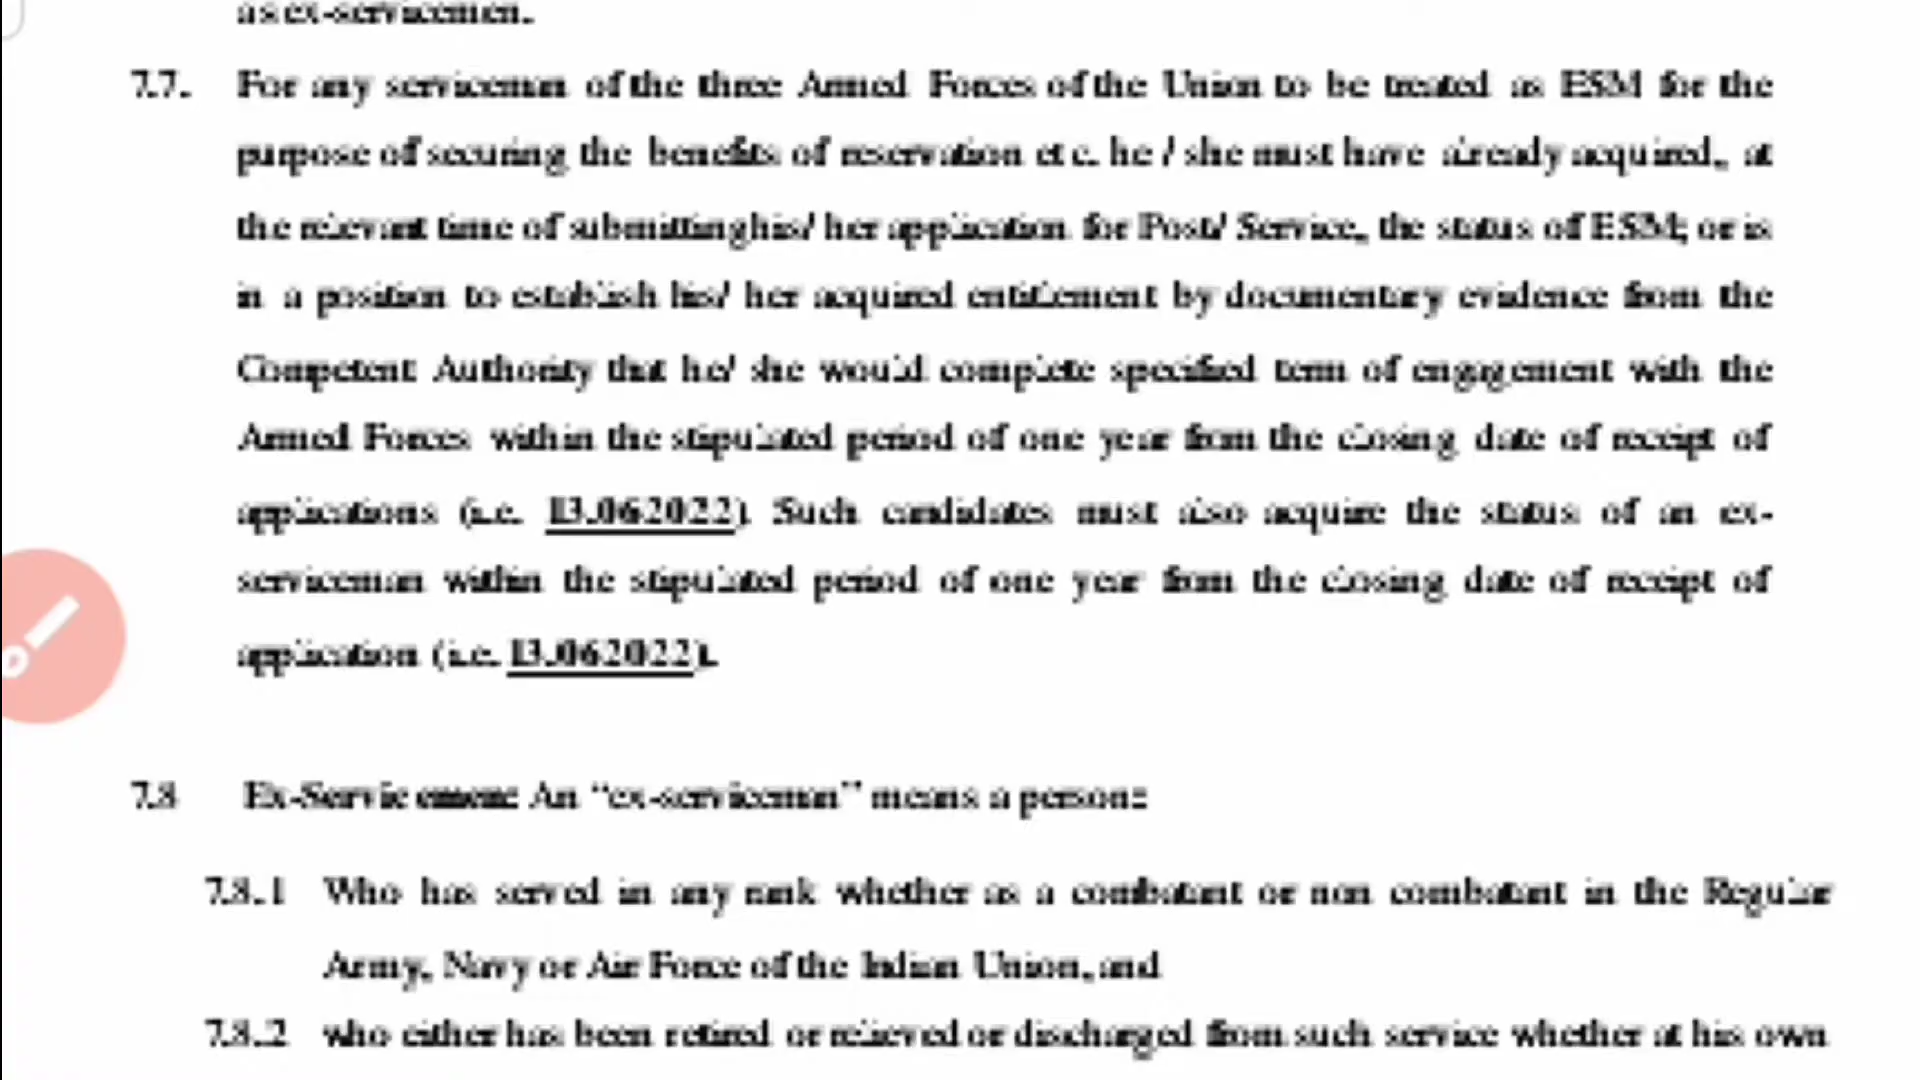 as ex-servicemen.
7.7. For any serviceman of the three Armed Forces of the Union to be treated as ESM for the
purpose of securing the benefits of reservation etc. he / she must have already acquired, at
the relevant time of submitting his/ her application for Post/ Service, the status of ESM; or is
in a position to establish his/ her acquired entitlement by documentary evidence from the
Competent Authority that he/ she would complete specified term of engagement with the
Armed Forces within the stipulated period of one year from the closing date of receipt of
applications (i.e. 13.062022). Such candidates must also acquire the status of an ex-
serviceman within the stipulated period of one year from the closing date of receipt of
application (i.e. 13.062022).
7.8 Ex-Servicemen: An “ex-serviceman” means a person:
7.8.1 Who has served in any rank whether as a combatant or non combatant in the Regular
Army, Navy or Air Force of the Indian Union, and
7.8.2 who either has been retired or relieved or discharged from such service whether at his own